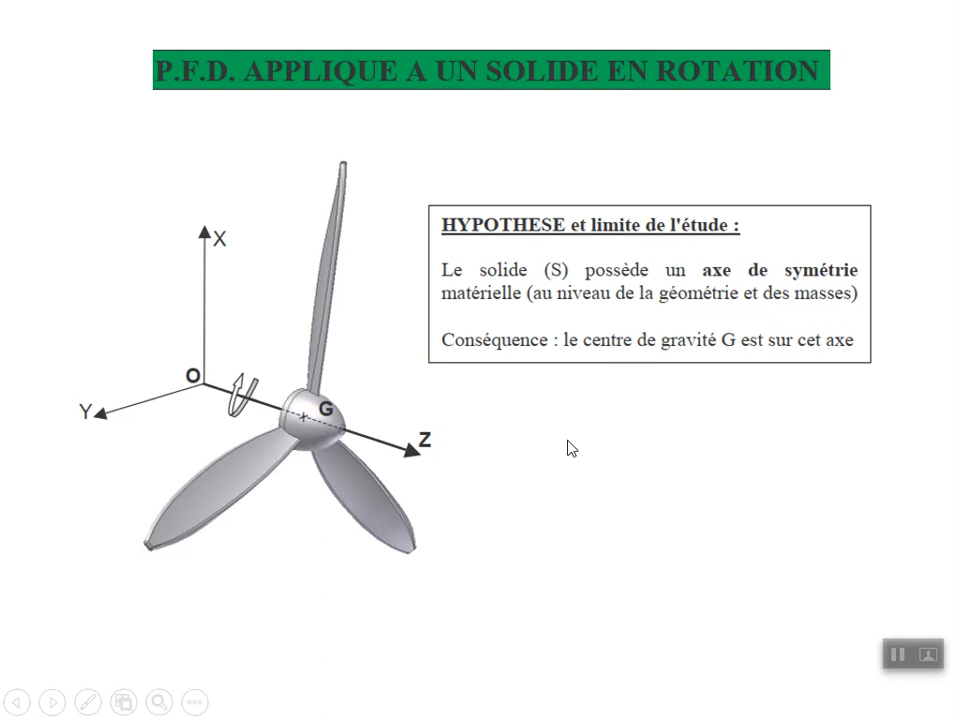 P.F.D. APPLIQUE A UN SOLIDE EN ROTATION
X
HYPOTHESE et limite de l'étude :
Le solide (S) possède un axe de symétrie
matérielle (au niveau de la géométrie et des masses)
Conséquence : le centre de gravité G est sur cet axe
O
Y
G
Z